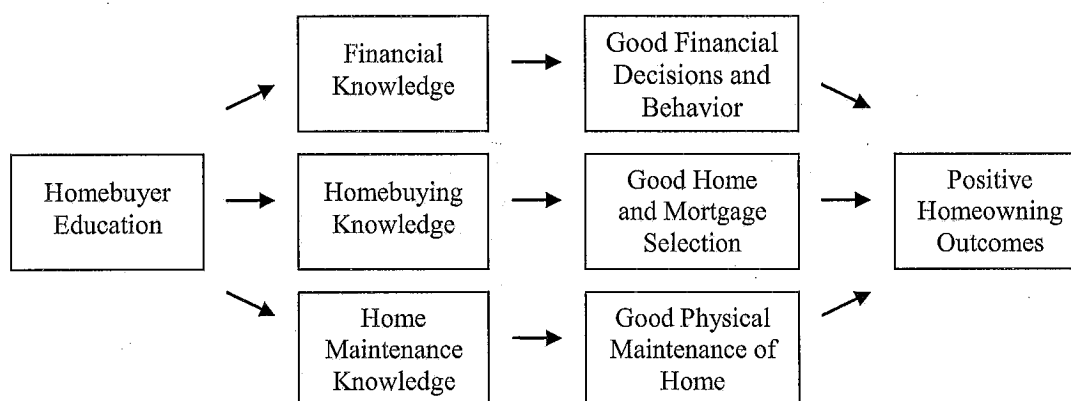 Financial
Knowledge
Good Financial
Decisions and
Behavior
Homebuyer
Education
Homebuying
Knowledge
Good Home
and Mortgage
Selection
Positive
Homeowning
Outcomes
Home
Maintenance
Knowledge
Good Physical
Maintenance of
Home